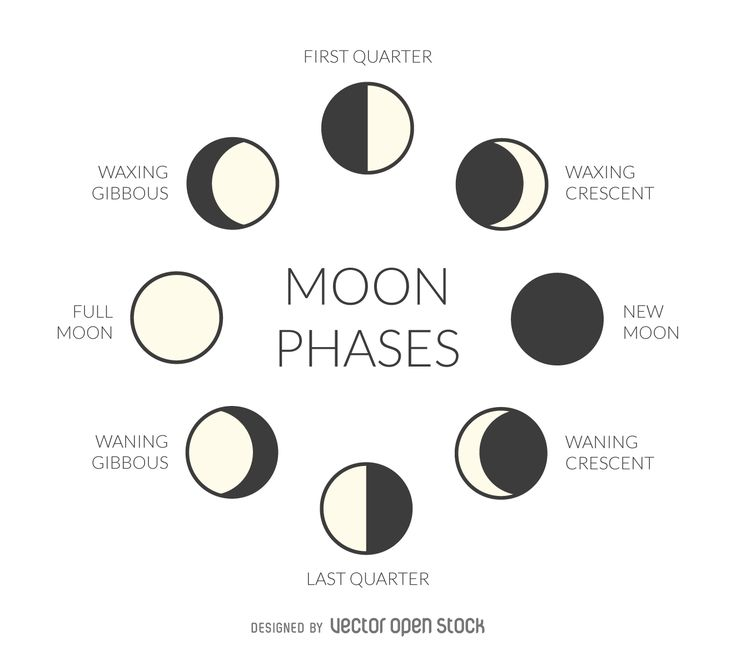 FIRST QUARTER
WAXING
GIBBOUS
WAXING
CRESCENT
MOON
PHASES
FULL
MOON
NEW
MOON
WANING
GIBBOUS
WANING
CRESCENT
LAST QUARTER
DESIGNED BY VECTOR OPEN STOCK